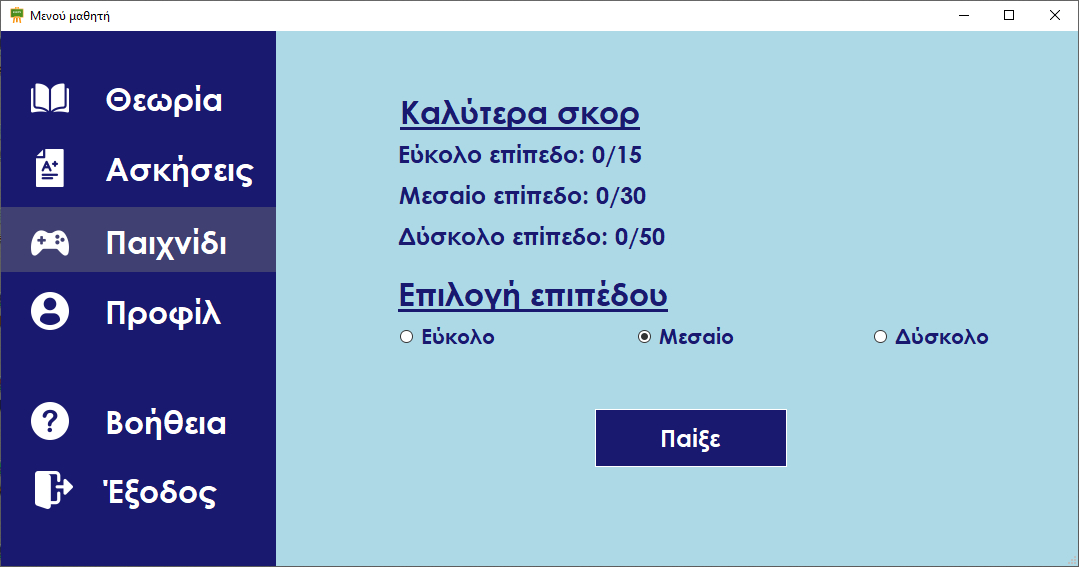 Μενού μαθητή
Θεωρία
Ασκήσεις
Παιχνίδι
Προφίλ
Βοήθεια
Έξοδος
Καλύτερα σκορ
Εύκολο επίπεδο: 0/15
Μεσαίο επίπεδο: 0/30
Δύσκολο επίπεδο: 0/50
Επιλογή επιπέδου
Εύκολο Μεσαίο Δύσκολο
Παίξε